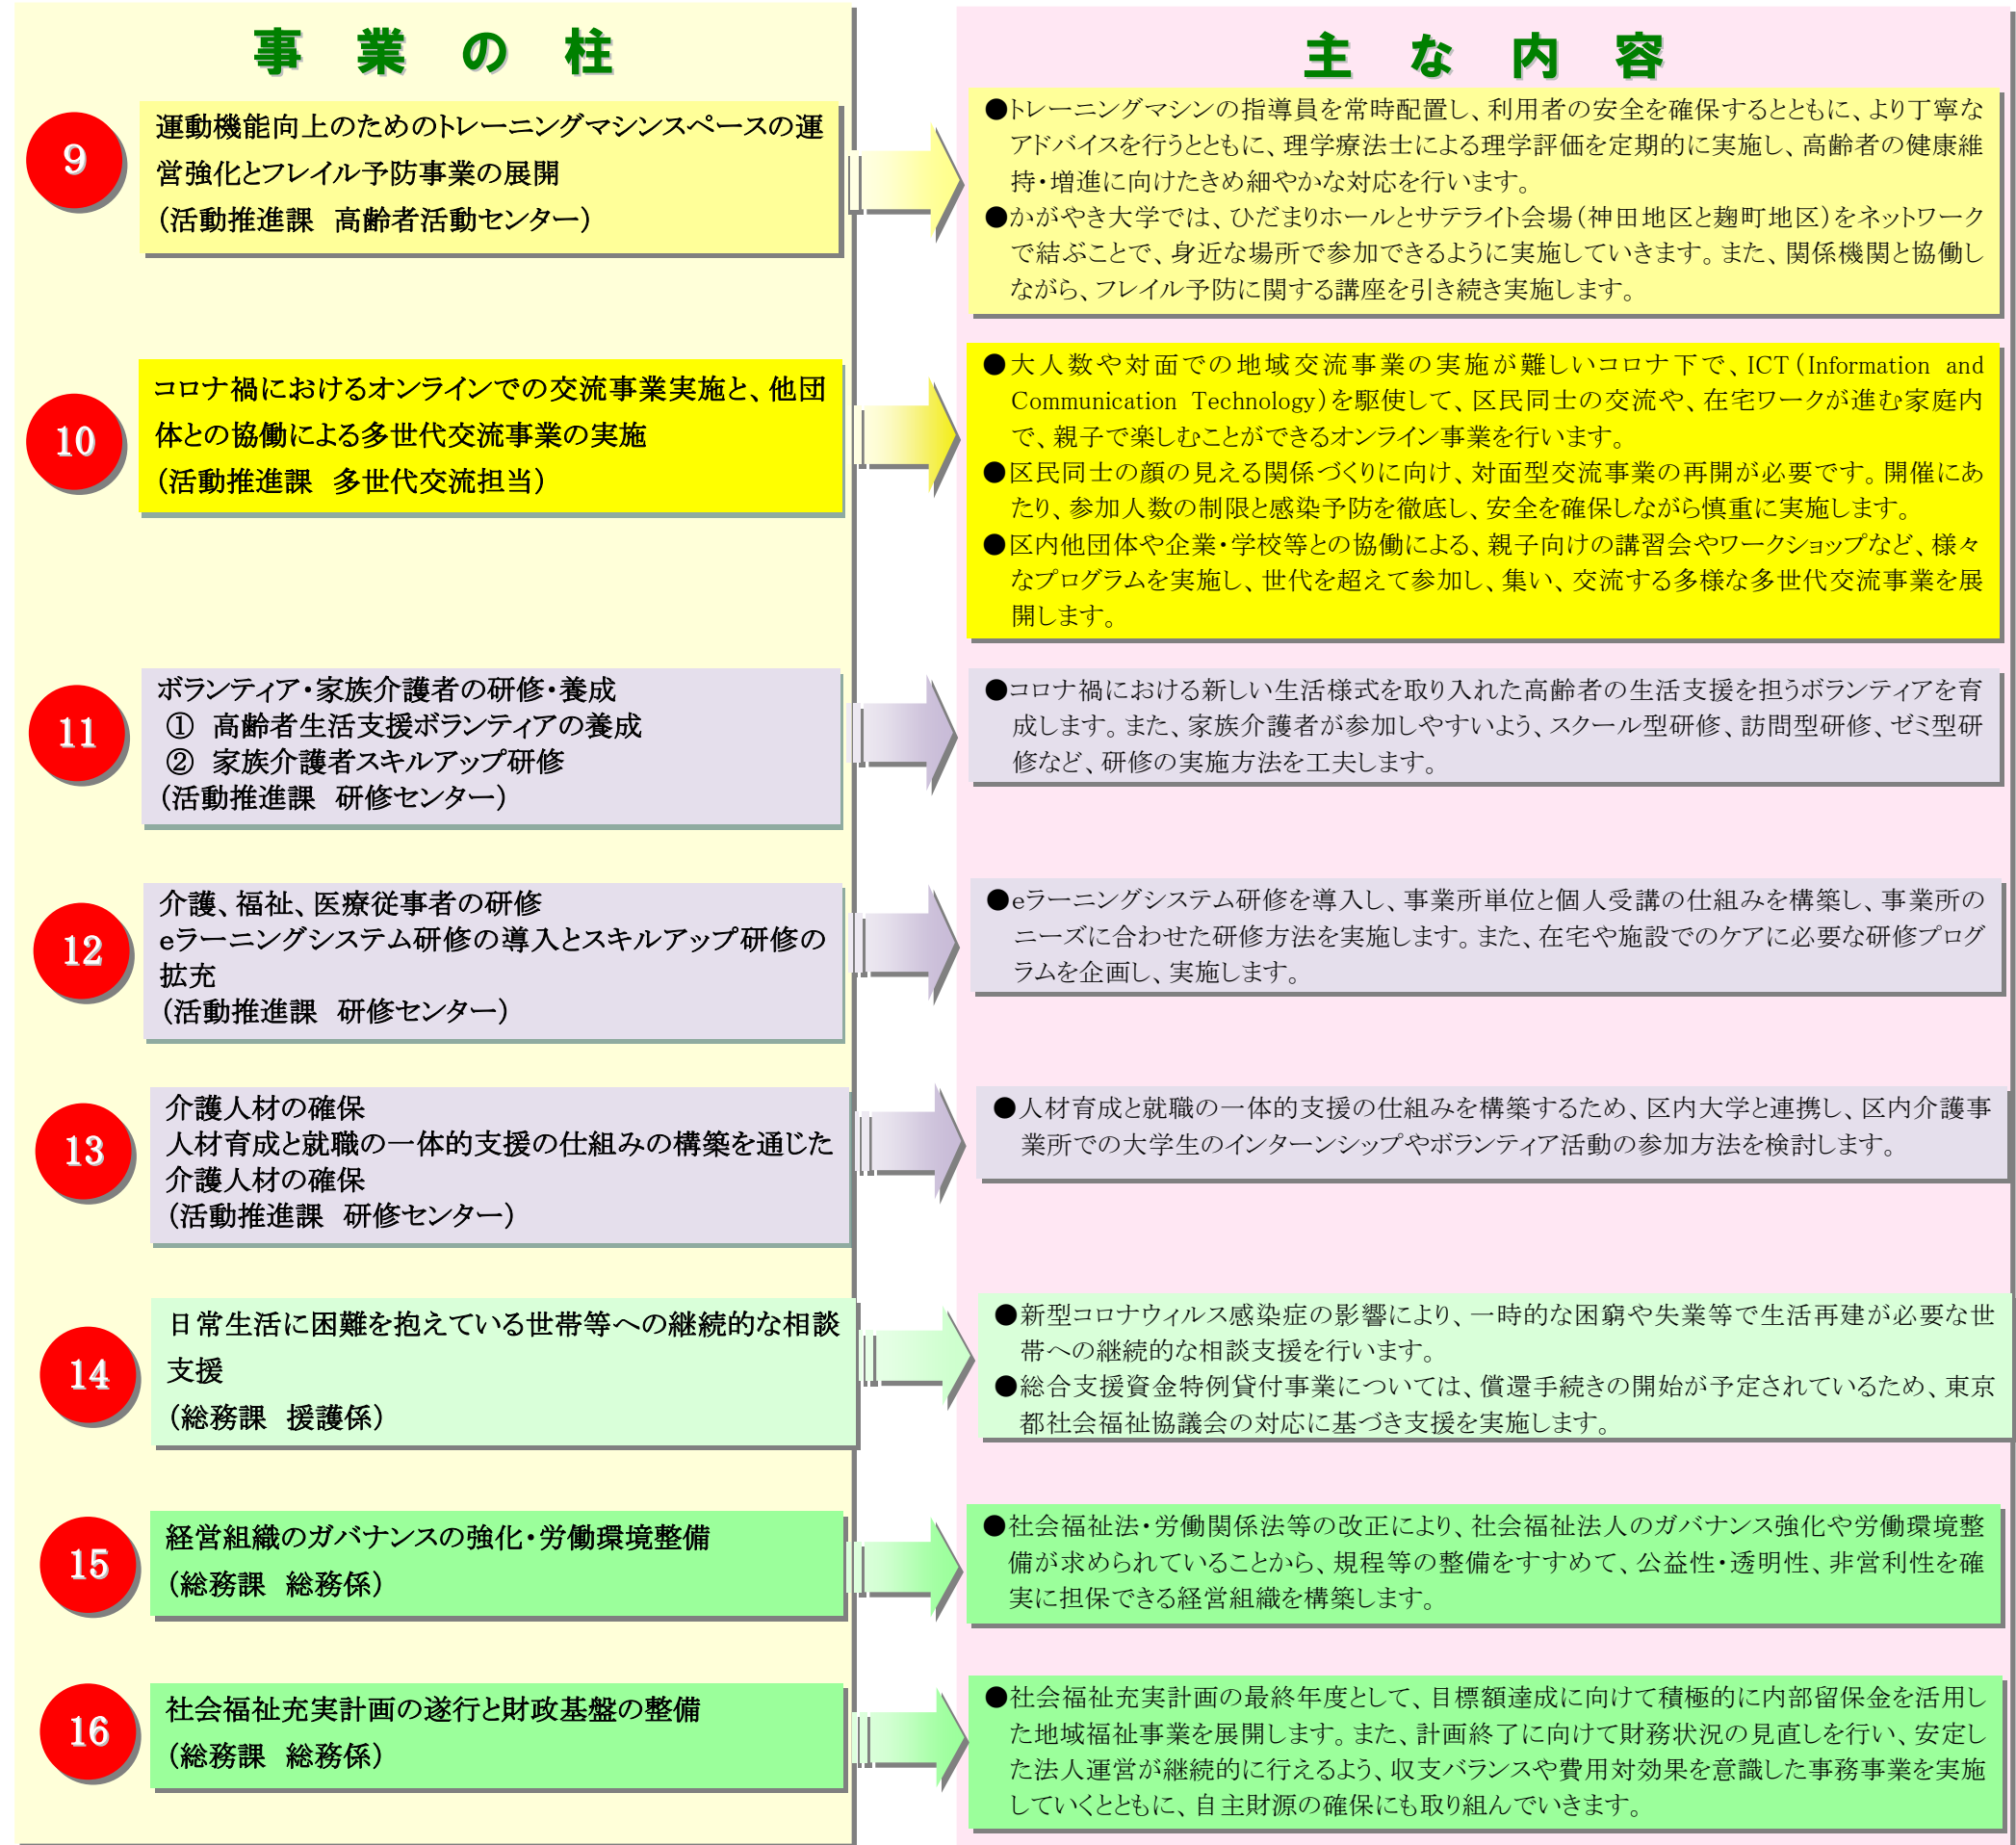 事業の柱
主な内容
9
運動機能向上のためのトレーニングマシンスペースの運
営強化とフレイル予防事業の展開
(活動推進課　高齢者活動センター)
●トレーニングマシンの指導員を常時配置し、利用者の安全を確保するとともに、より丁寧な
アドバイスを行うとともに、理学療法士による理学評価を定期的に実施し、高齢者の健康維
持・増進に向けたきめ細やかな対応を行います。
●かがやき大学では、ひだまりホールとサテライト会場(神田地区と麹町地区)をネットワーク
で結ぶことで、身近な場所で参加できるように実施していきます。また、関係機関と協働し
ながら、フレイル予防に関する講座を引き続き実施します。
10
コロナ禍におけるオンラインでの交流事業実施と、他団
体との協働による多世代交流事業の実施
(活動推進課　多世代交流担当)
●大人数や対面での地域交流事業の実施が難しいコロナ下で、ICT(Information and
Communication Technology)を駆使して、区民同士の交流や、在宅ワークが進む家庭内
で、親子で楽しむことができるオンライン事業を行います。
●区民同士の顔の見える関係づくりに向け、対面型交流事業の再開が必要です。開催にあ
たり、参加人数の制限と感染予防を徹底し、安全を確保しながら慎重に実施します。
●区内他団体や企業・学校等との協働による、親子向けの講習会やワークショップなど、様々
なプログラムを実施し、世代を超えて参加し、集い、交流する多様な多世代交流事業を展
開します。
11
ボランティア・家族介護者の研修・養成
①　高齢者生活支援ボランティアの養成
②　家族介護者スキルアップ研修
(活動推進課　研修センター)
●コロナ禍における新しい生活様式を取り入れた高齢者の生活支援を担うボランティアを育
成します。また、家族介護者が参加しやすいよう、スクール型研修、訪問型研修、ゼミ型研
修など、研修の実施方法を工夫します。
12
介護、福祉、医療従事者の研修
eラーニングシステム研修の導入とスキルアップ研修の
拡充
(活動推進課　研修センター)
●eラーニングシステム研修を導入し、事業所単位と個人受講の仕組みを構築し、事業所の
ニーズに合わせた研修方法を実施します。また、在宅や施設でのケアに必要な研修プログ
ラムを企画し、実施します。
13
介護人材の確保
人材育成と就職の一体的支援の仕組みの構築を通じた
介護人材の確保
(活動推進課　研修センター)
●人材育成と就職の一体的支援の仕組みを構築するため、区内大学と連携し、区内介護事
業所での大学生のインターンシップやボランティア活動の参加方法を検討します。
14
日常生活に困難を抱えている世帯等への継続的な相談
支援
(総務課　援護係)
●新型コロナウィルス感染症の影響により、一時的な困窮や失業等で生活再建が必要な世
帯への継続的な相談支援を行います。
●総合支援資金特例貸付事業については、償還手続きの開始が予定されているため、東京
都社会福祉協議会の対応に基づき支援を実施します。
15
経営組織のガバナンスの強化・労働環境整備
(総務課　総務係)
●社会福祉法・労働関係法等の改正により、社会福祉法人のガバナンス強化や労働環境整
備が求められていることから、規程等の整備をすすめて、公益性・透明性、非営利性を確
実に担保できる経営組織を構築します。
16
社会福祉充実計画の遂行と財政基盤の整備
(総務課　総務係)
●社会福祉充実計画の最終年度として、目標額達成に向けて積極的に内部留保金を活用し
た地域福祉事業を展開します。また、計画終了に向けて財務状況の見直しを行い、安定し
た法人運営が継続的に行えるよう、収支バランスや費用対効果を意識した事務事業を実施
していくとともに、自主財源の確保にも取り組んでいきます。